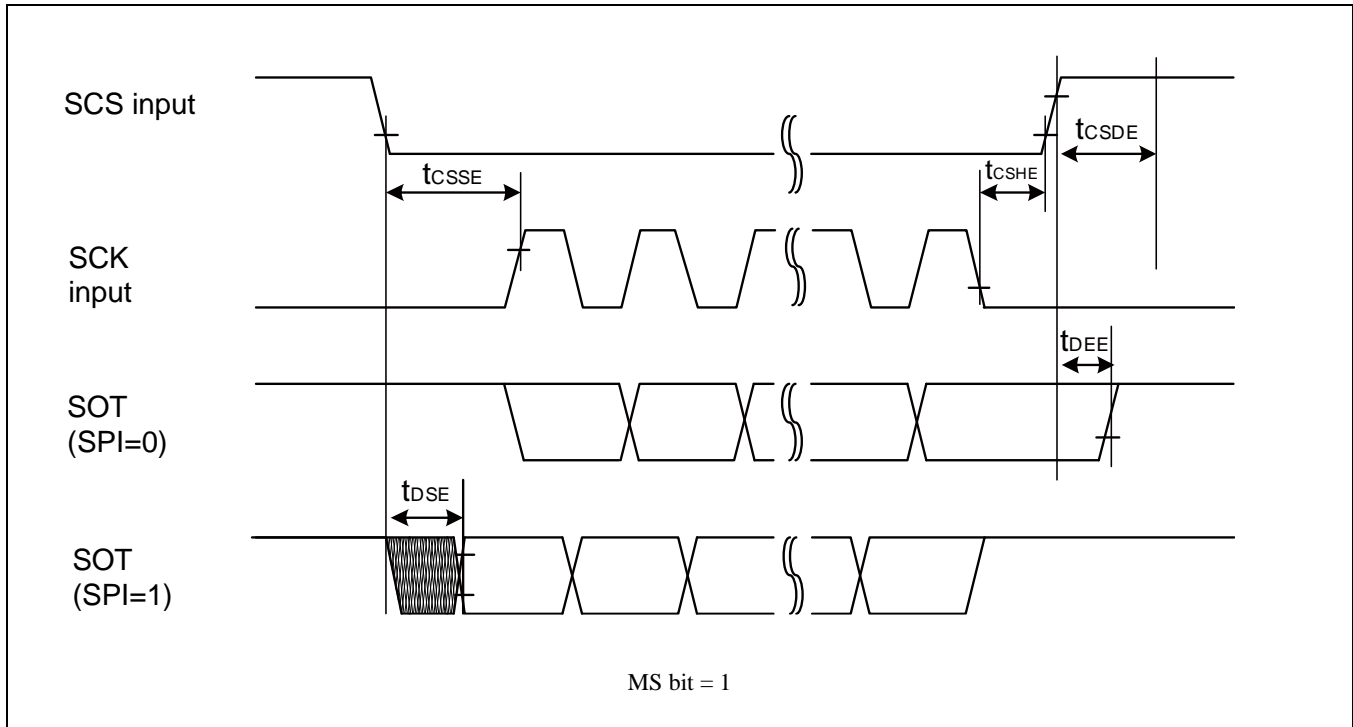 SCS input
tCSDE
tCSSE
tCSHE
SCK
input
tDEE
SOT
(SPI=0)
tDSE
SOT
(SPI=1)
MS bit = 1